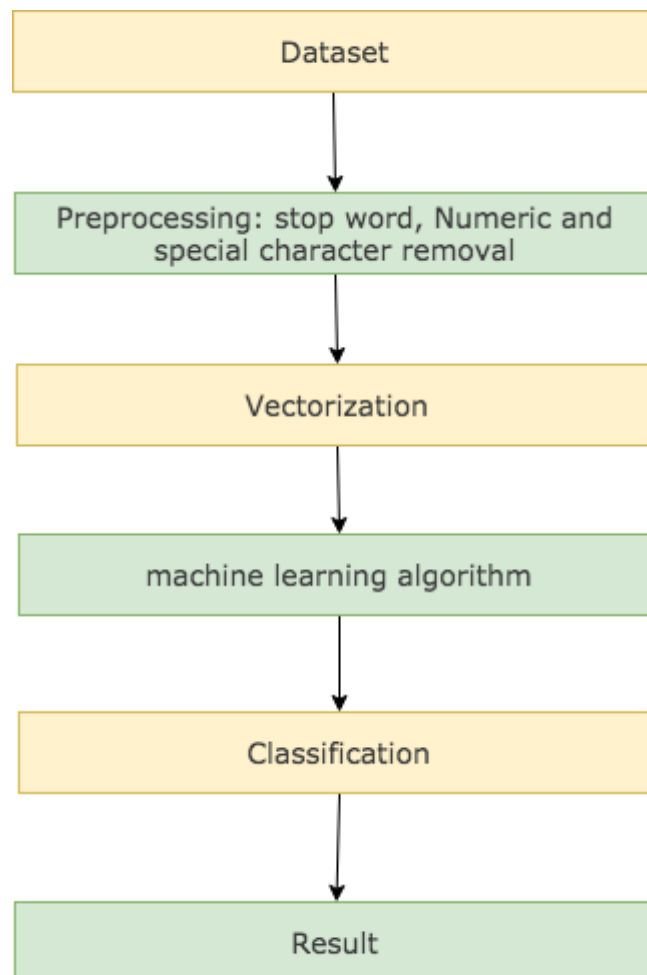 Dataset
Preprocessing: stop word, Numeric and
special character removal
Vectorization
machine learning algorithm
Classification
Result